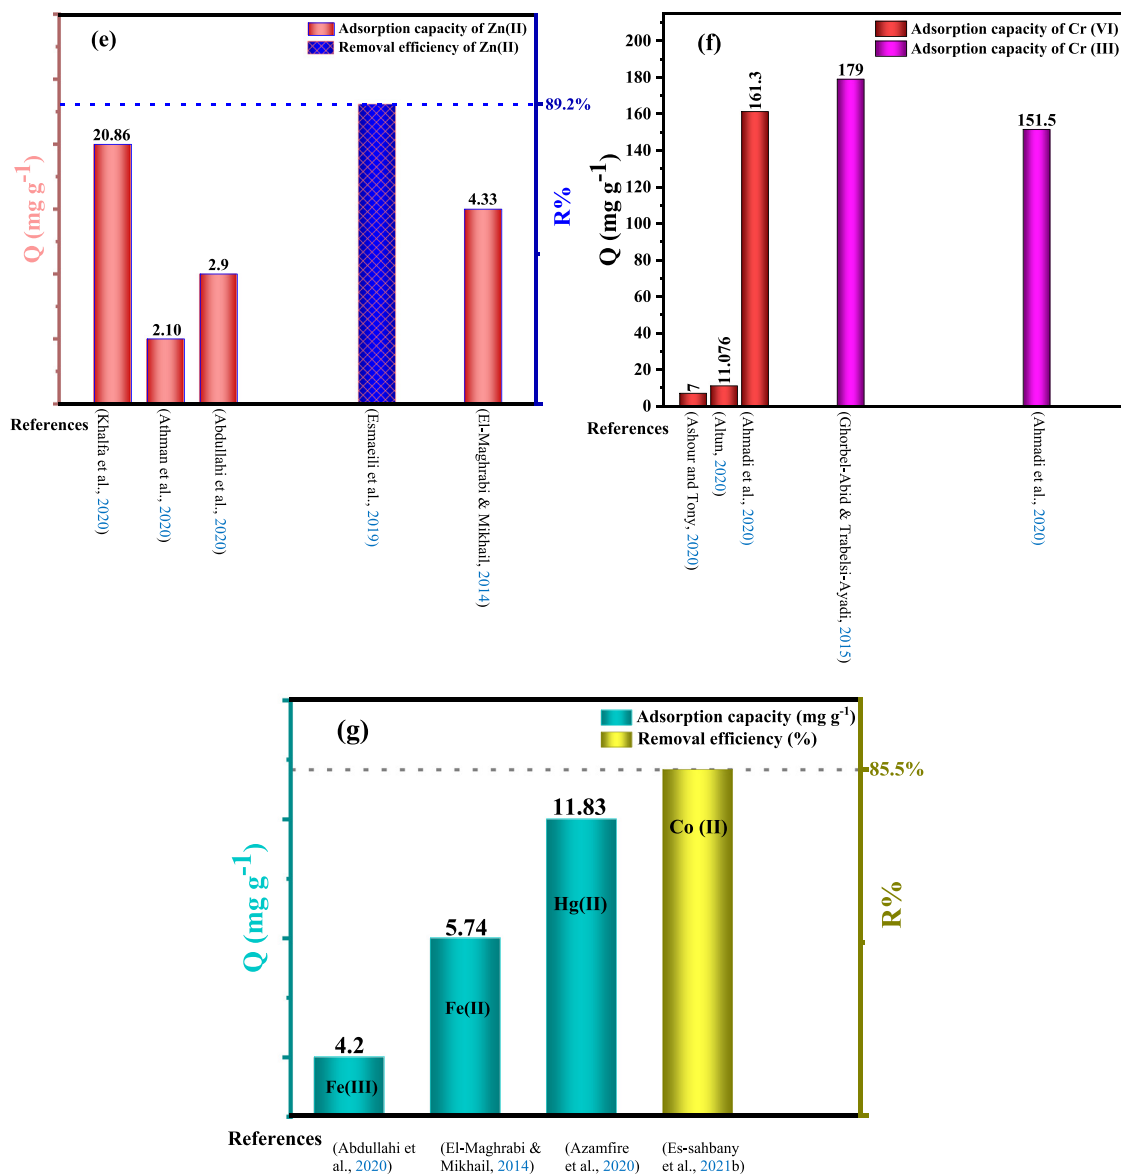 (e)
Adsorption capacity of Zn(II)
Removal efficiency of Zn(II)
89.2%
20.86
2.10
2.9
4.33
Q (mg g-1)
R%
References
(Khalfa et al., 2020)
(Athman et al., 2020)
(Abdullahi et al., 2020)
(Esmaeili et al., 2019)
(El-Maghrabi & Mikhail, 2014)
(f)
Adsorption capacity of Cr (VI)
Adsorption capacity of Cr (III)
200
180
160
140
120
100
80
60
40
20
10
0
Q (mg g-1)
7
11.076
161.3
179
151.5
References
(Ashour and Tony, 2020)
(Altun, 2020)
(Ahmadi et al., 2020)
(Ghorbel-Abid & Trabelsi-Ayadi, 2015)
(Ahmadi et al., 2020)
(g)
Adsorption capacity (mg g-1)
Removal efficiency (%)
85.5%
11.83
Co (II)
Hg(II)
5.74
Fe(II)
4.2
Fe(III)
Q (mg g-1)
R%
References
(Abdullahi et
al., 2020)
(El-Maghrabi &
Mikhail, 2014)
(Azamfire
et al., 2020)
(Es-sahbany
et al., 2021b)